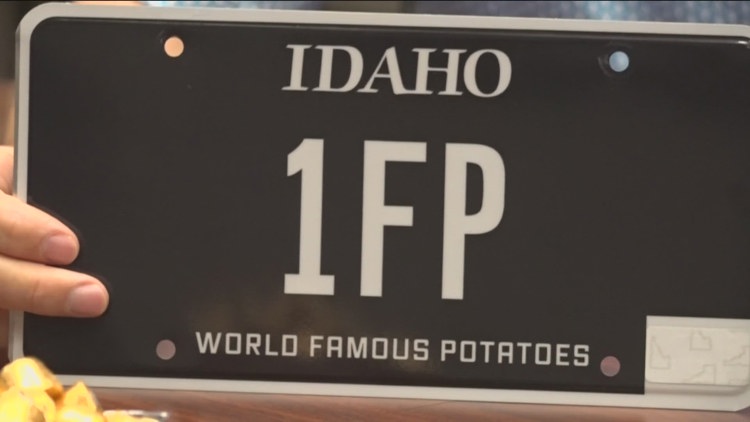 IDAHO
1FP
WORLD FAMOUS POTATOES